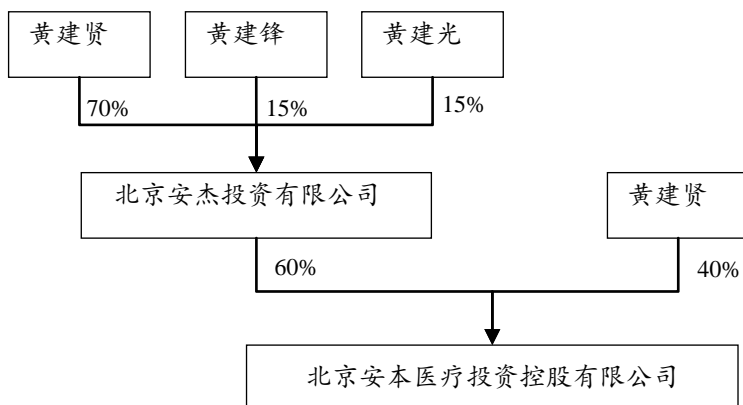 黄建贤 黄建锋 黄建光
70% 15% 15%
北京安杰投资有限公司 黄建贤
60% 40%
北京安本医疗投资控股有限公司